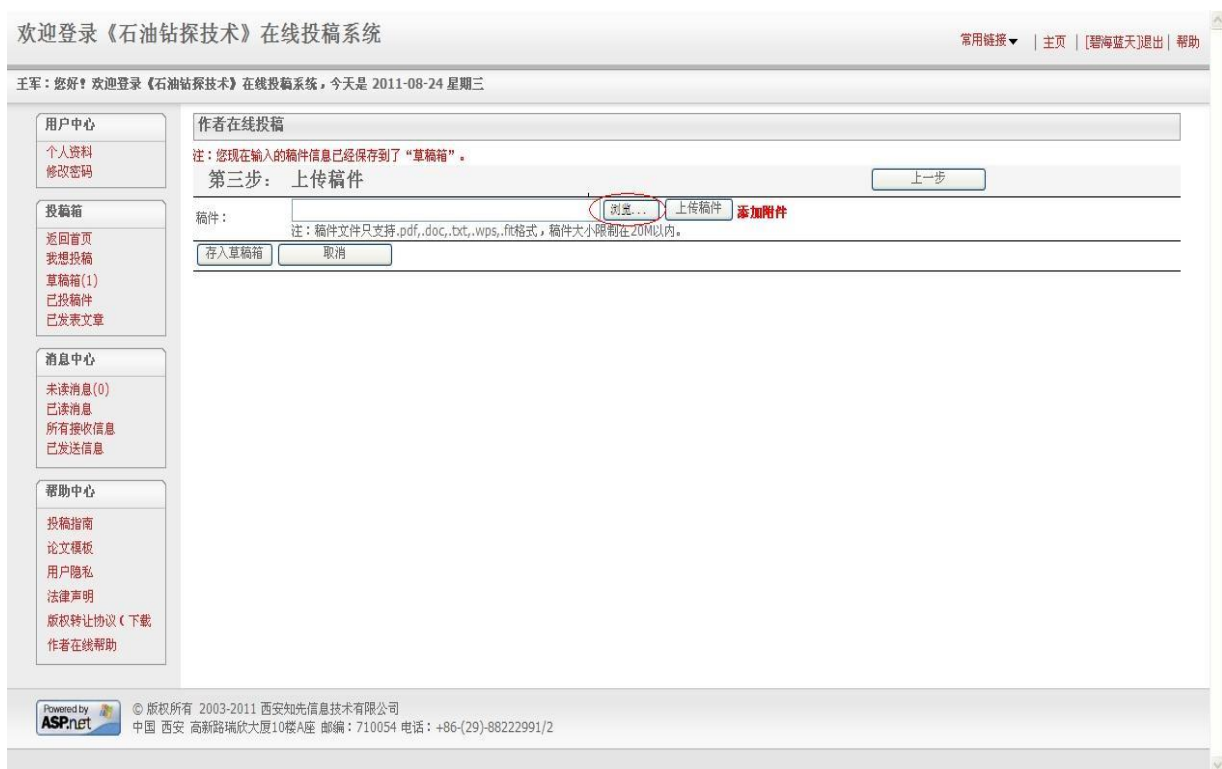 欢迎登录《石油钻探技术》在线投稿系统
常用链接▼ | 主页 | [碧海蓝天]退出 | 帮助
王军：您好！欢迎登录《石油钻探技术》在线投稿系统，今天是 2011-08-24 星期三
用户中心
个人资料
修改密码
投稿箱
返回首页
我想投稿
草稿箱(1)
已投稿件
已发表文章
消息中心
未读消息(0)
已读消息
所有接收信息
已发送信息
帮助中心
投稿指南
论文模板
用户隐私
法律声明
版权转让协议（下载
作者在线帮助
作者在线投稿
注：您现在输入的稿件信息已经保存到了“草稿箱”。
第三步： 上传稿件
上一步
稿件：
浏览... 上传稿件 添加附件
注：稿件文件只支持.pdf,.doc,.txt,.wps,.fit格式，稿件大小限制在20M以内。
存入草稿箱 取消
Powered by
ASP.net
© 版权所有 2003-2011 西安知先信息技术有限公司
中国 西安 高新路瑞欣大厦10楼A座 邮编：710054 电话：+86-(29)-88222991/2